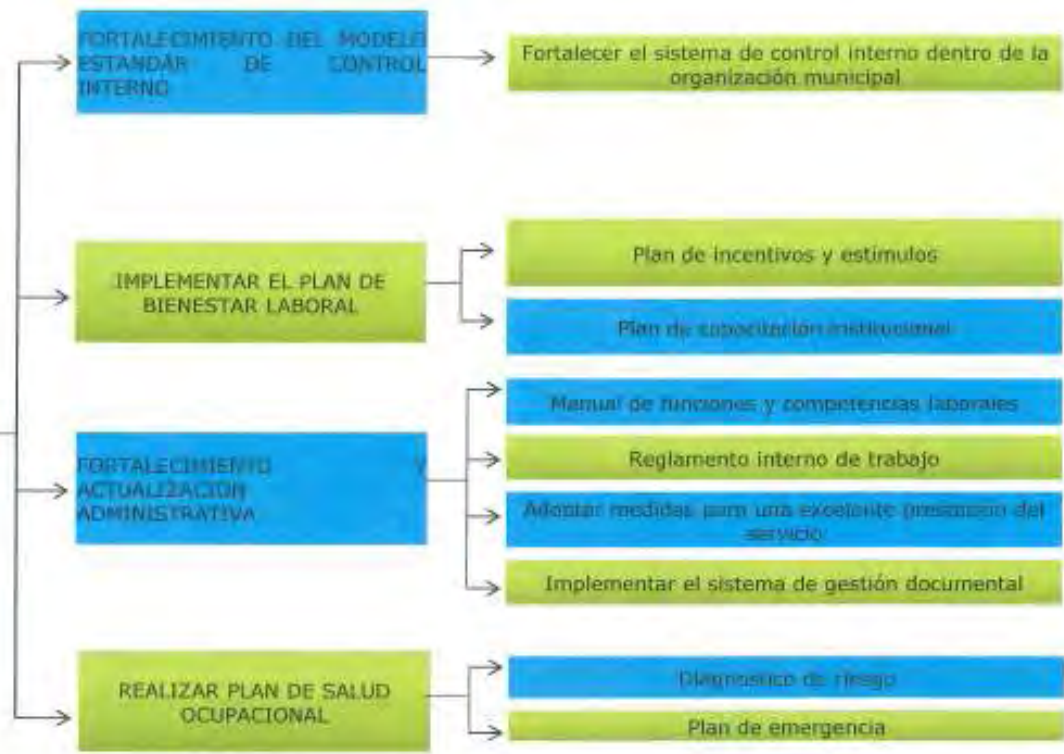 FORTALECIMIENTO DEL MODELO
ESTANDAR DE CONTROL
INTERNO
Fortalecer el sistema de control interno dentro de la
organización municipal
IMPLEMENTAR EL PLAN DE
BIENESTAR LABORAL
Plan de incentivos y estimulos
Plan de capacitación institucional
FORTALECIMIENTO Y
ACTUALIZACION
ADMINISTRATIVA
Manual de funciones y competencias laborales
Reglamento interno de trabajo
Adoptar medidas para una excelente prestacion del
servicio
Implementar el sistema de gestión documental
REALIZAR PLAN DE SALUD
OCUPACIONAL
Diagnostico de riesgo
Plan de emergencia